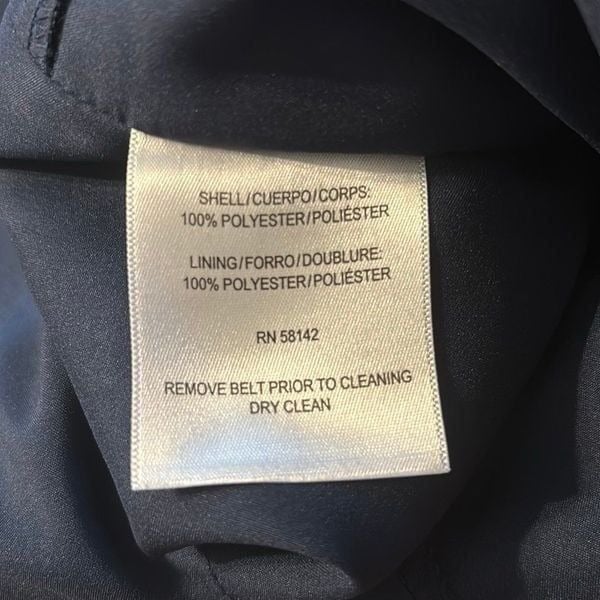 SHELL/CUERPO/CORPS:
100% POLYESTER/POLIÉSTER
LINING/FORRO/DOUBLURE:
100% POLYESTER/POLIÉSTER
RN 58142
REMOVE BELT PRIOR TO CLEANING
DRY CLEAN